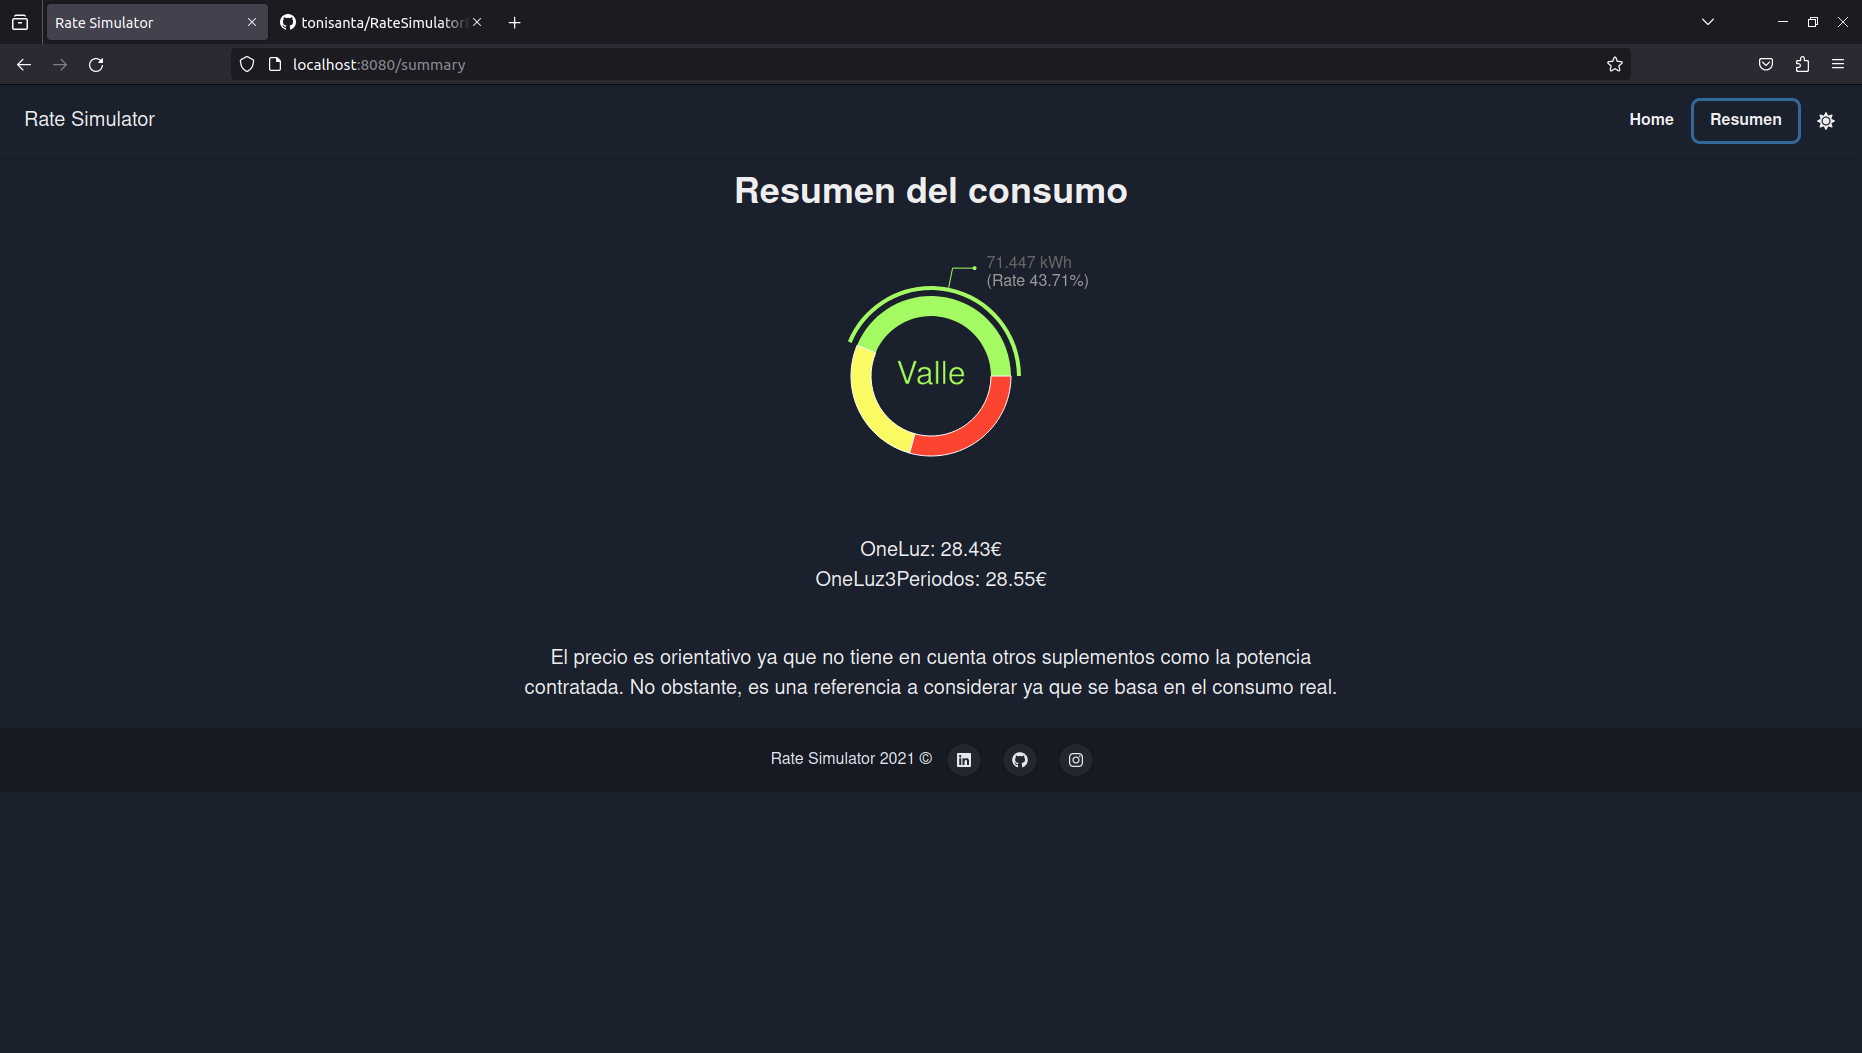 Rate Simulator
tonisanta/RateSimulator
localhost:8080/summary
Rate Simulator
Home
Resumen
Resumen del consumo
71.447 kWh
(Rate 43.71%)
Valle
OneLuz: 28.43€
OneLuz3Periodos: 28.55€
El precio es orientativo ya que no tiene en cuenta otros suplementos como la potencia
contratada. No obstante, es una referencia a considerar ya que se basa en el consumo real.
Rate Simulator 2021 ©